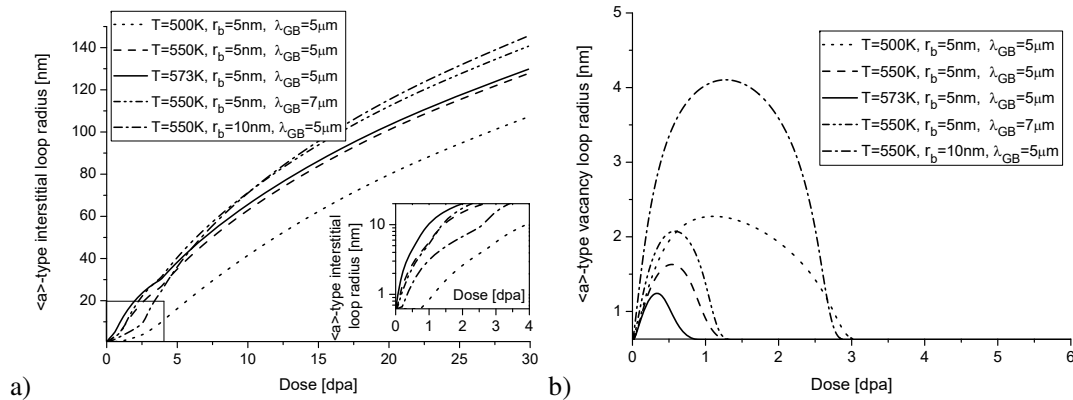 150
140
120
100
80
60
40
20
0
5
10
15
20
25
30
<a>-type interstitial loop radius [nm]
Dose [dpa]
T=500K, r_b=5nm, λ_GB=5μm
T=550K, r_b=5nm, λ_GB=5μm
T=573K, r_b=5nm, λ_GB=5μm
T=550K, r_b=5nm, λ_GB=7μm
T=550K, r_b=10nm, λ_GB=5μm
<a>-type interstitial
loop radius [nm]
10
1
Dose [dpa]
0
1
2
3
4
a)
<a>-type vacancy loop radius [nm]
5
4
3
2
1
0
1
2
3
4
5
6
Dose [dpa]
T=500K, r_b=5nm, λ_GB=5μm
T=550K, r_b=5nm, λ_GB=5μm
T=573K, r_b=5nm, λ_GB=5μm
T=550K, r_b=5nm, λ_GB=7μm
T=550K, r_b=10nm, λ_GB=5μm
b)